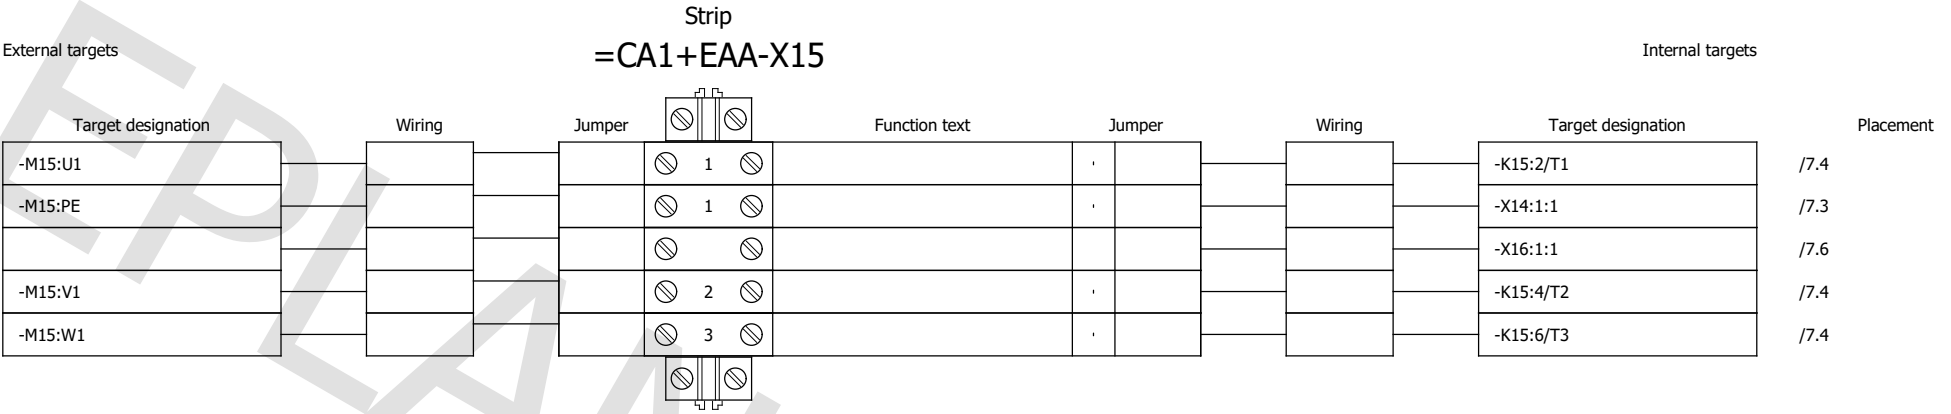 Strip
External targets =CA1+EAA-X15 Internal targets
Target designation Wiring Jumper Function text Jumper Wiring Target designation Placement
-M15:U1 1 -K15:2/T1 /7.4
-M15:PE 1 -X14:1:1 /7.3
-X16:1:1 /7.6
-M15:V1 2 -K15:4/T2 /7.4
-M15:W1 3 -K15:6/T3 /7.4
EPLAN